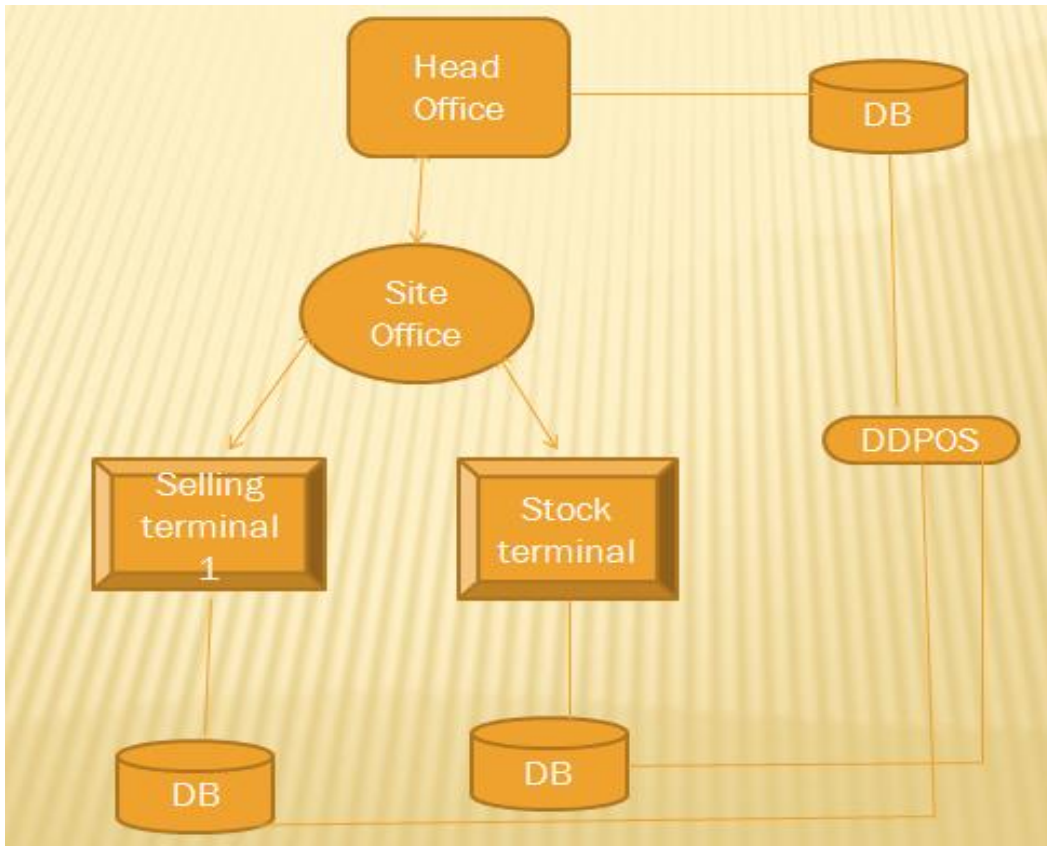 Head
Office
DB
Site
Office
DDPOS
Selling
terminal
1
Stock
terminal
DB
DB